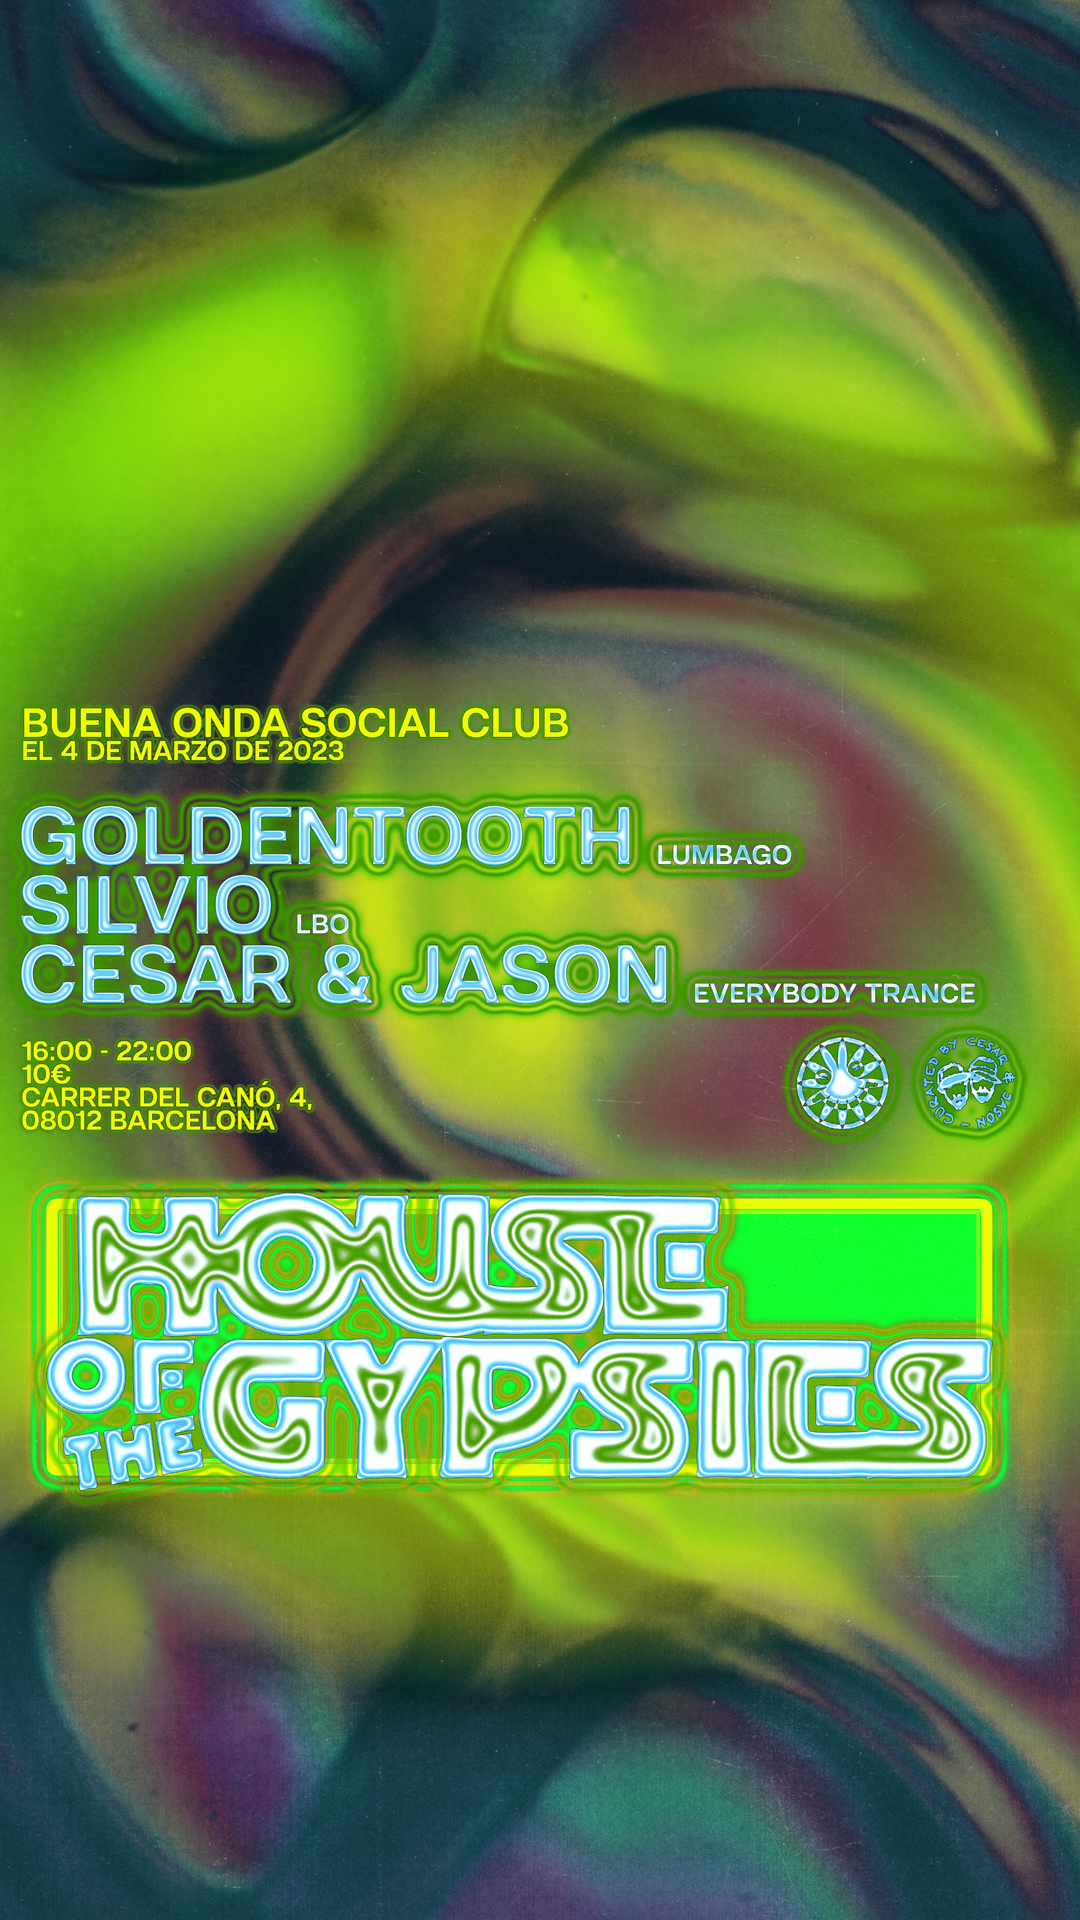 BUENA ONDA SOCIAL CLUB
EL 4 DE MARZO DE 2023
GOLDENTOOTH LUMBAGO
SILVIO LBO
CESAR & JASON EVERYBODY TRANCE
16:00 - 22:00
10€
CARRER DEL CANÓ, 4,
08012 BARCELONA
CURATED BY CESAR & JASON -
HOUSE
OF THE GYPSIES